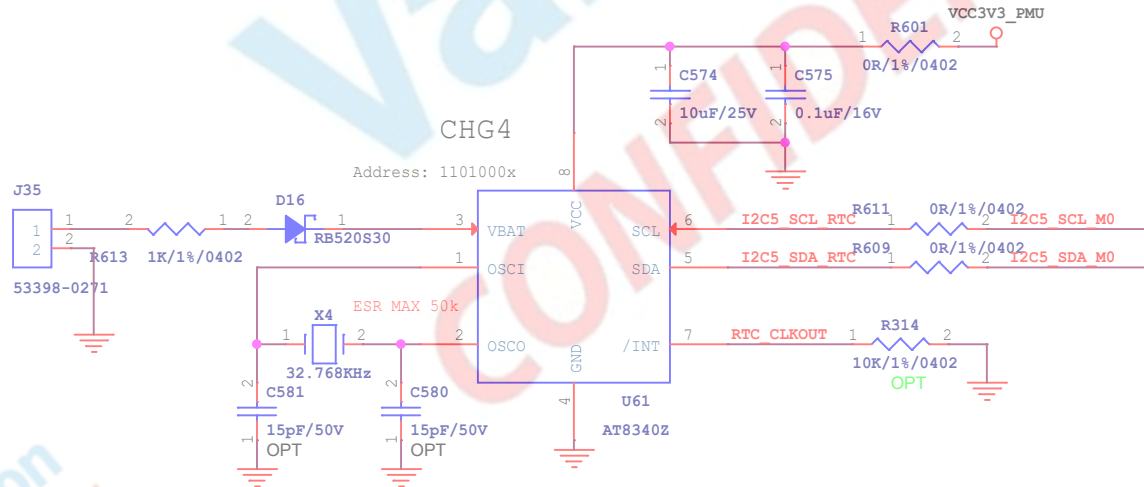 VCC3V3_PMU
R601
1
2
0R/1%/0402
1
C574
10uF/25V
2
1
C575
0.1uF/16V
2
CHG4
Address: 1101000x
8
VCC
J35
1
2
53398-0271
1
2
2
1
R613
1K/1%/0402
D16
2
1
RB520S30
3
VBAT
SCL
6
I2C5_SCL_RTC
R611
1
2
0R/1%/0402
I2C5_SCL_M0
1
OSCI
SDA
5
I2C5_SDA_RTC
R609
1
2
0R/1%/0402
I2C5_SDA_M0
ESR MAX 50k
X4
1
2
32.768KHz
2
OSCO
/INT
7
RTC_CLKOUT
R314
1
2
10K/1%/0402
OPT
GND
4
U61
AT8340Z
2
C581
15pF/50V
1
OPT
2
C580
15pF/50V
1
OPT
Va
CONFIDE
on